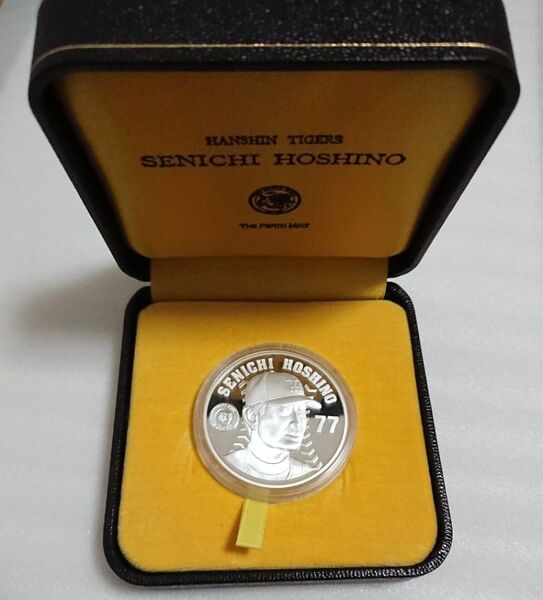 HANSHIN TIGERS
SENICHI HOSHINO
THE PERTH MINT
SENICHI HOSHINO
77